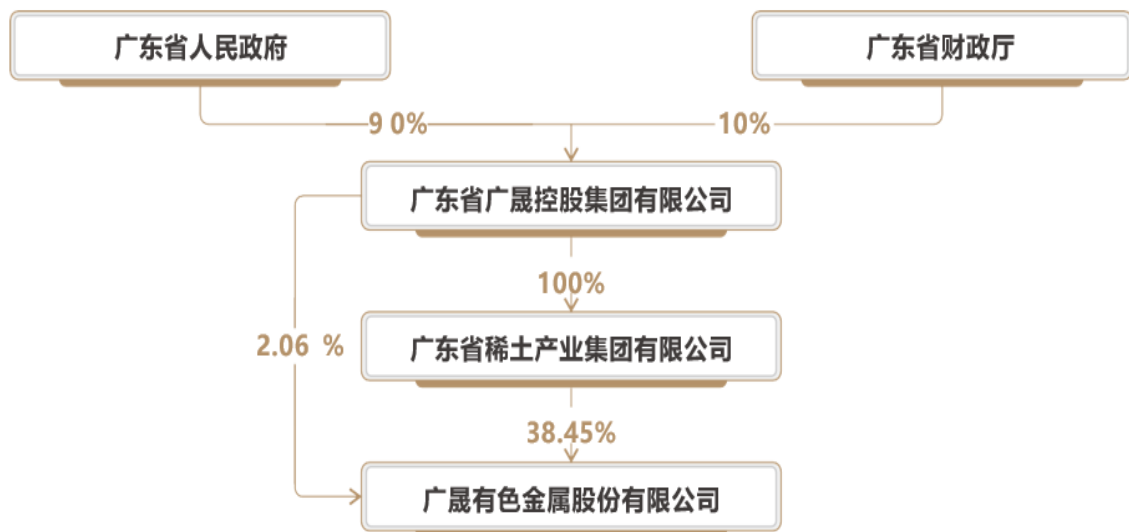 广东省人民政府
广东省财政厅
9 0%
10%
广东省广晟控股集团有限公司
100%
广东省稀土产业集团有限公司
2.06 %
38.45%
广晟有色金属股份有限公司